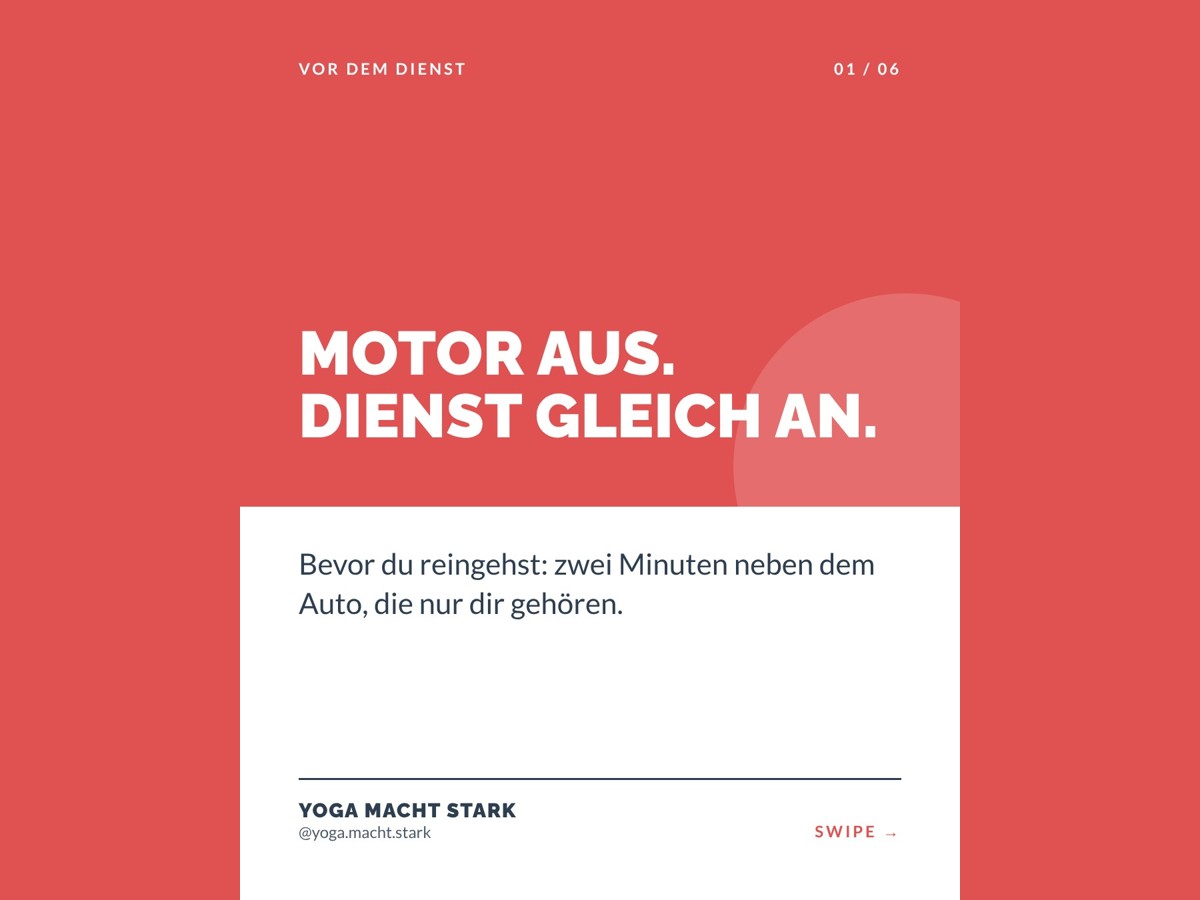 VOR DEM DIENST
01 / 06
MOTOR AUS.
DIENST GLEICH AN.
Bevor du reingehst: zwei Minuten neben dem
Auto, die nur dir gehören.
YOGA MACHT STARK
@yoga.macht.stark
SWIPE →